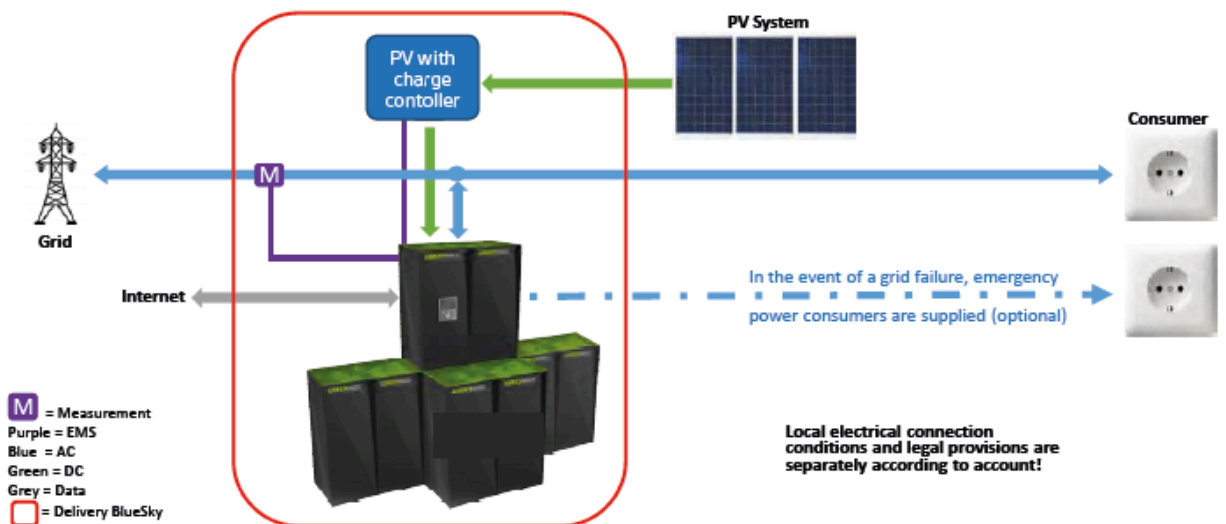 PV System
PV with
charge
contoller
Consumer
M
Grid
Internet
In the event of a grid failure, emergency
power consumers are supplied (optional)
M = Measurement
Purple = EMS
Blue = AC
Green = DC
Grey = Data
= Delivery BlueSky
Local electrical connection
conditions and legal provisions are
separately according to account!